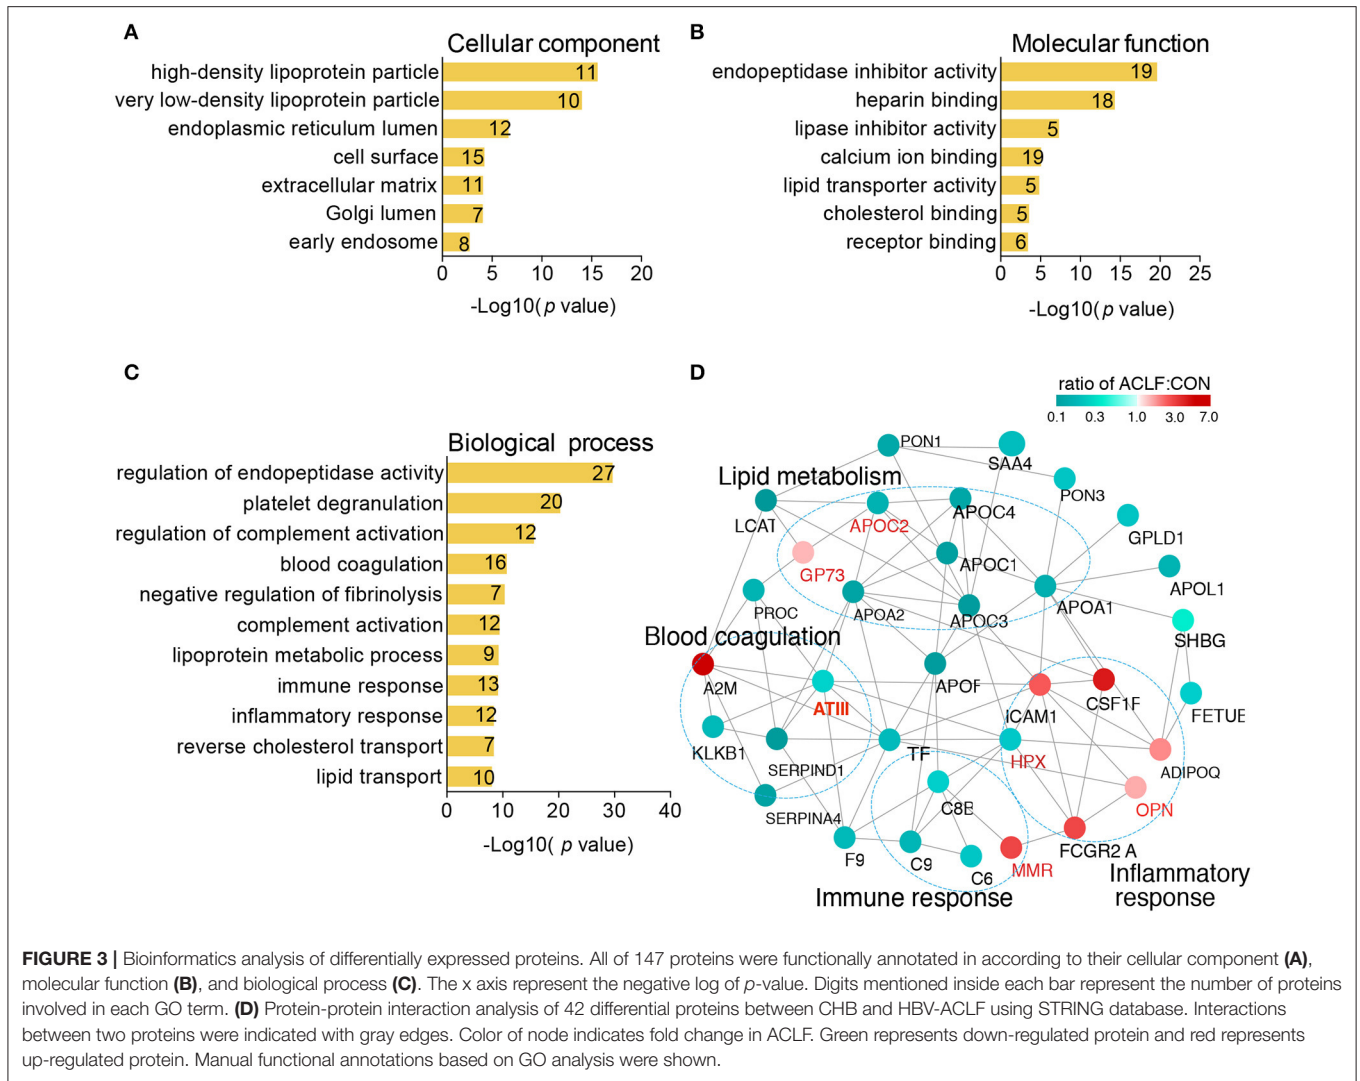 A
Cellular component
high-density lipoprotein particle 11
very low-density lipoprotein particle 10
endoplasmic reticulum lumen 12
cell surface 15
extracellular matrix 11
Golgi lumen 7
early endosome 8
0 5 10 15 20
-Log10( p value)
B
Molecular function
endopeptidase inhibitor activity 19
heparin binding 18
lipase inhibitor activity 5
calcium ion binding 19
lipid transporter activity 5
cholesterol binding 5
receptor binding 6
0 5 10 15 20 25
-Log10( p value)
C
Biological process
regulation of endopeptidase activity 27
platelet degranulation 20
regulation of complement activation 12
blood coagulation 16
negative regulation of fibrinolysis 7
complement activation 12
lipoprotein metabolic process 9
immune response 13
inflammatory response 12
reverse cholesterol transport 7
lipid transport 10
0 10 20 30 40
-Log10( p value)
D
ratio of ACLF:CON
0.1 0.3 1.0 3.0 7.0
PON1
SAA4
Lipid metabolism
PON3
LCAT
APOC2
APOC4
GPLD1
GP73
APOC1
APOL1
PROC
APOA2
APOC3
APOA1
Blood coagulation
SHBG
A2M
ATIII
APOF
ICAM1
CSF1F
FETUE
KLKB1
SERPIND1
TF
HPX
ADIPOQ
SERPINA4
C8E
OPN
F9
C9
C6
MMR
FCGR2 A
Immune response
Inflammatory
response
FIGURE 3 | Bioinformatics analysis of differentially expressed proteins. All of 147 proteins were functionally annotated in according to their cellular component (A),
molecular function (B), and biological process (C). The x axis represent the negative log of p-value. Digits mentioned inside each bar represent the number of proteins
involved in each GO term. (D) Protein-protein interaction analysis of 42 differential proteins between CHB and HBV-ACLF using STRING database. Interactions
between two proteins were indicated with gray edges. Color of node indicates fold change in ACLF. Green represents down-regulated protein and red represents
up-regulated protein. Manual functional annotations based on GO analysis were shown.